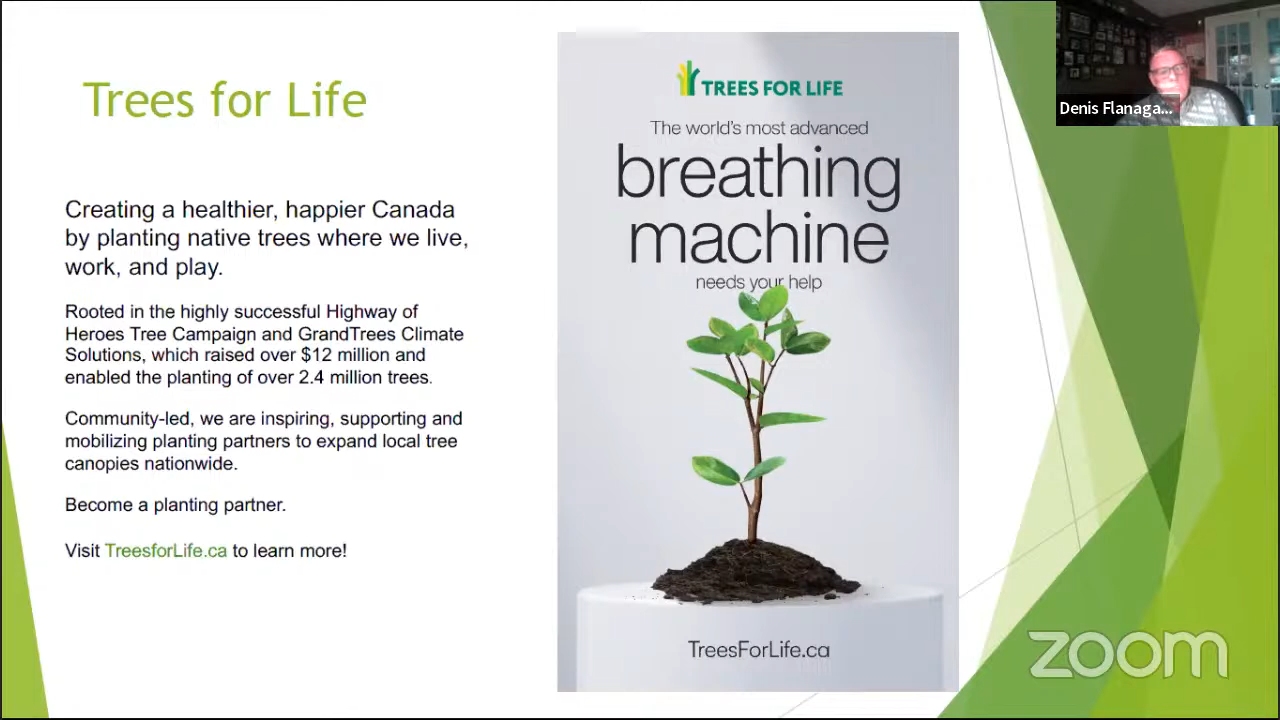 Trees for Life
Creating a healthier, happier Canada
by planting native trees where we live,
work, and play.
Rooted in the highly successful Highway of
Heroes Tree Campaign and GrandTrees Climate
Solutions, which raised over $12 million and
enabled the planting of over 2.4 million trees.
Community-led, we are inspiring, supporting and
mobilizing planting partners to expand local tree
canopies nationwide.
Become a planting partner.
Visit TreesforLife.ca to learn more!
TREES FOR LIFE
The world's most advanced
breathing
machine
needs your help
TreesForLife.ca
Denis Flanaga...
zoom